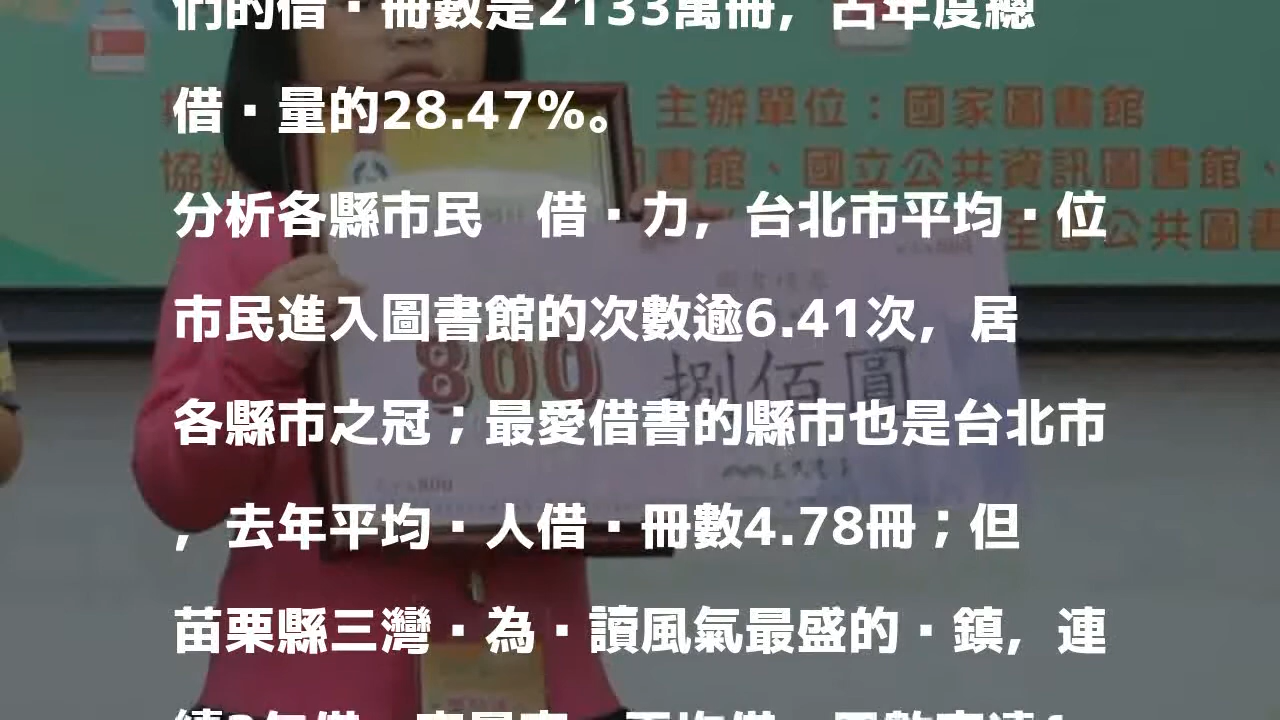 們的借▪冊數是2133萬冊，占年度總
借▪量的28.47%。
分析各縣市民　借▪力，台北市平均▪位
市民進入圖書館的次數逾6.41次，居
各縣市之冠；最愛借書的縣市也是台北市
，去年平均▪人借▪冊數4.78冊；但
苗栗縣三灣▪為▪讀風氣最盛的▪鎮，連
主辦單位：國家圖書館
協辦
圖書館、國立公共資訊圖書館、
全國公共圖書
800
捌佰圓